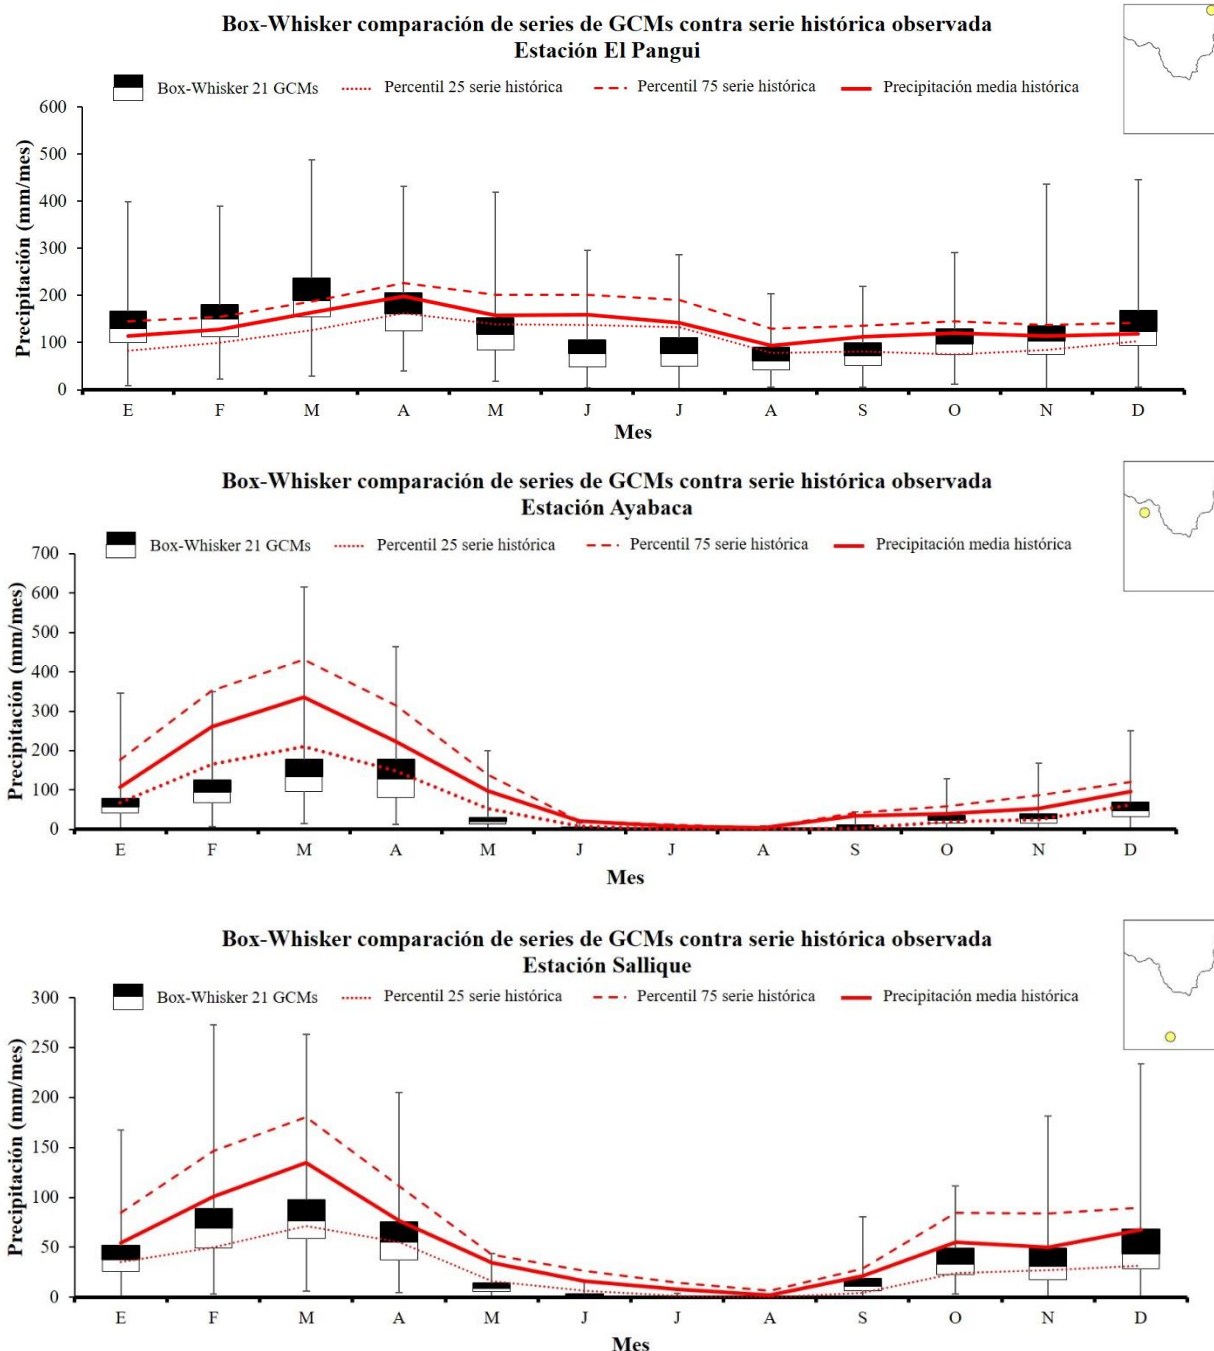 Box-Whisker comparación de series de GCMs contra serie histórica observada
Estación El Pangui
Box-Whisker 21 GCMs Percentil 25 serie histórica Percentil 75 serie histórica Precipitación media histórica
Precipitación (mm/mes)
600
500
400
300
200
100
0
E F M A M J J A S O N D
Mes
Box-Whisker comparación de series de GCMs contra serie histórica observada
Estación Ayabaca
Box-Whisker 21 GCMs Percentil 25 serie histórica Percentil 75 serie histórica Precipitación media histórica
Precipitación (mm/mes)
700
600
500
400
300
200
100
0
E F M A M J J A S O N D
Mes
Box-Whisker comparación de series de GCMs contra serie histórica observada
Estación Sallique
Box-Whisker 21 GCMs Percentil 25 serie histórica Percentil 75 serie histórica Precipitación media histórica
Precipitación (mm/mes)
300
250
200
150
100
50
0
E F M A M J J A S O N D
Mes